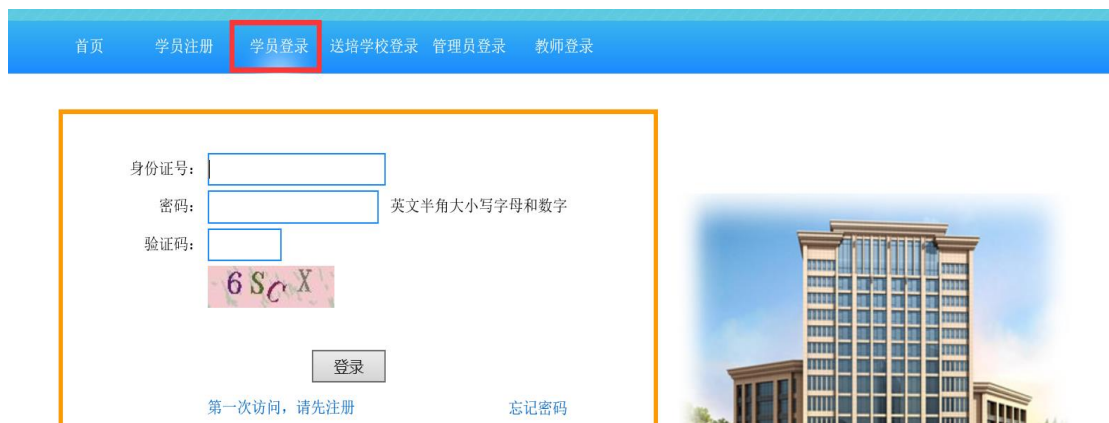 首页 学员注册 学员登录 送培学校登录 管理员登录 教师登录
身份证号:
密码: 英文半角大小写字母和数字
验证码:
6SCX
登录
第一次访问，请先注册 忘记密码